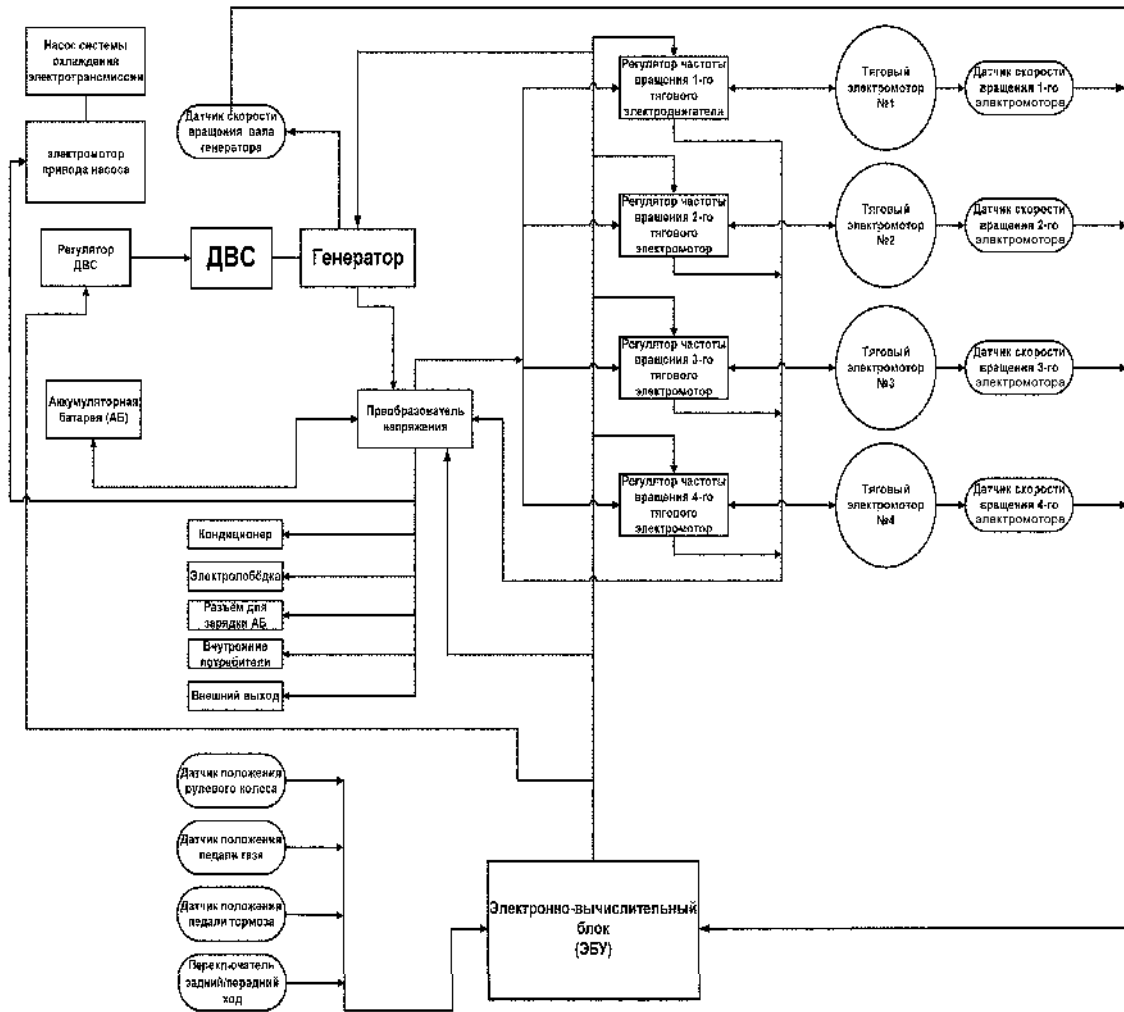 Насос системы
охлаждения
электротрансмиссии
электромотор
привода насоса
Датчик скорости
вращения вала
генератора
Регулятор
ДВС
ДВС
Генератор
Аккумуляторная
батарея (АБ)
Преобразователь
напряжения
Кондиционер
Электролебёдка
Разъём для
зарядки АБ
Внутренние
потребители
Внешний выход
Регулятор частоты
вращения 1-го
тягового
электродвигателя
Тяговый
электромотор
№1
Датчик скорости
вращения 1-го
электромотора
Регулятор частоты
вращения 2-го
тягового
электромотор
Тяговый
электромотор
№2
Датчик скорости
вращения 2-го
электромотора
Регулятор частоты
вращения 3-го
тягового
электромотор
Тяговый
электромотор
№3
Датчик скорости
вращения 3-го
электромотора
Регулятор частоты
вращения 4-го
тягового
электромотор
Тяговый
электромотор
№4
Датчик скорости
вращения 4-го
электромотора
Датчик положения
рулевого колеса
Датчик положения
педали газа
Датчик положения
педали тормоза
Переключатель
задний/передний
ход
Электронно-вычислительный
блок
(ЭБУ)